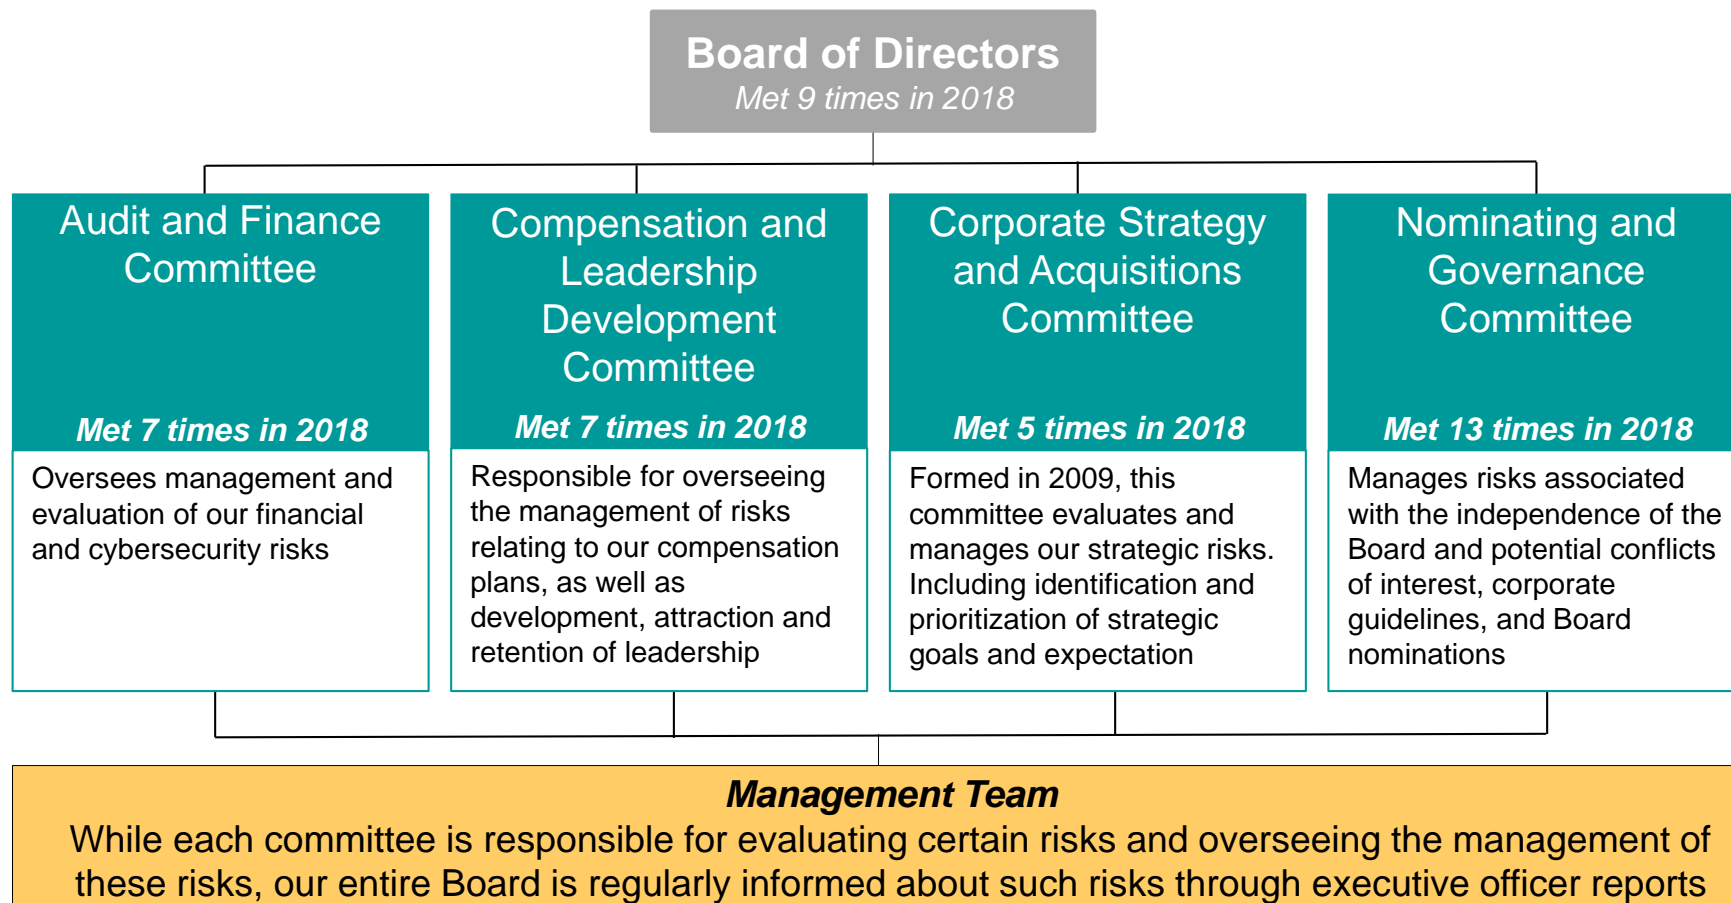 Board of Directors
Met 9 times in 2018
Audit and Finance
Committee
Met 7 times in 2018
Oversees management and
evaluation of our financial
and cybersecurity risks
Compensation and
Leadership
Development
Committee
Met 7 times in 2018
Responsible for overseeing
the management of risks
relating to our compensation
plans, as well as
development, attraction and
retention of leadership
Corporate Strategy
and Acquisitions
Committee
Met 5 times in 2018
Formed in 2009, this
committee evaluates and
manages our strategic risks.
Including identification and
prioritization of strategic
goals and expectation
Nominating and
Governance
Committee
Met 13 times in 2018
Manages risks associated
with the independence of the
Board and potential conflicts
of interest, corporate
guidelines, and Board
nominations
Management Team
While each committee is responsible for evaluating certain risks and overseeing the management of
these risks, our entire Board is regularly informed about such risks through executive officer reports